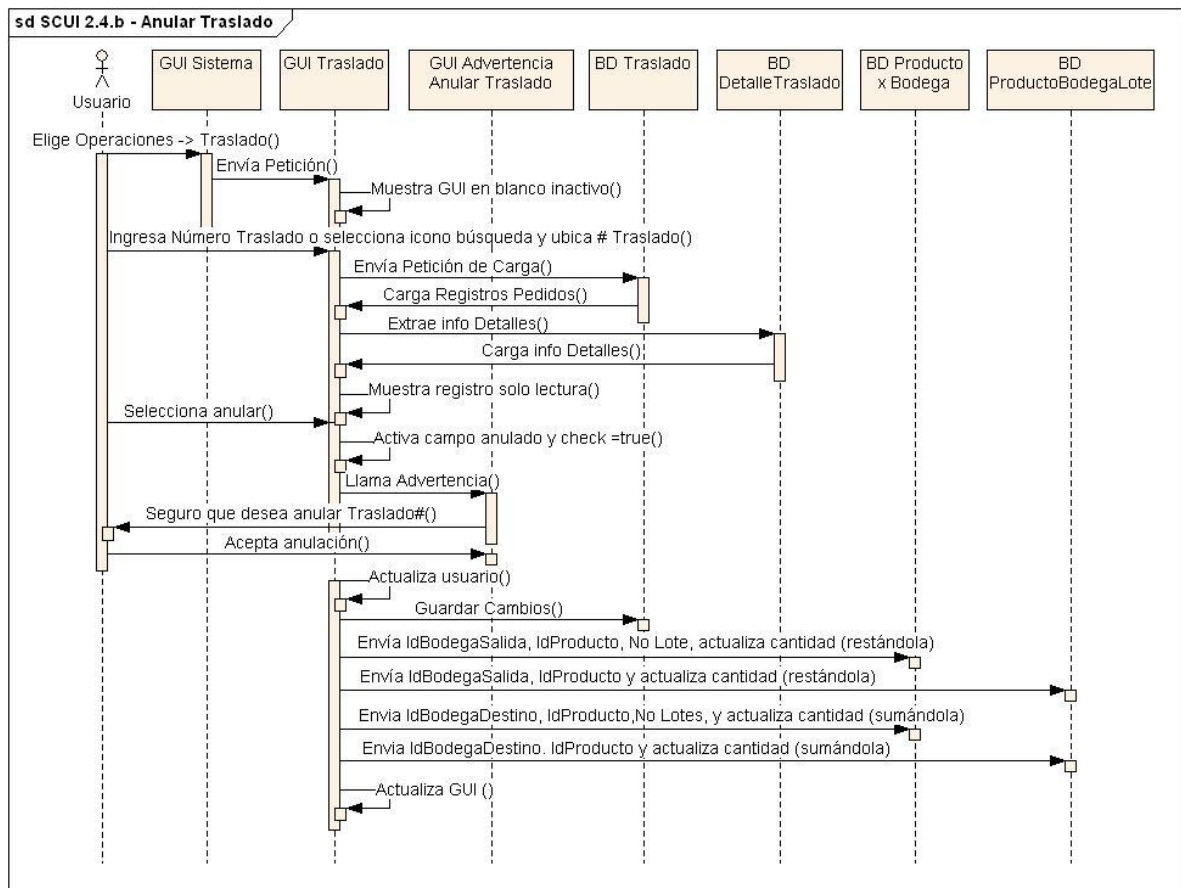 sd SCUI 2.4.b - Anular Traslado
Usuario
GUI Sistema
GUI Traslado
GUI Advertencia
Anular Traslado
BD Traslado
BD
DetalleTraslado
BD Producto
x Bodega
BD
ProductoBodegaLote
Elige Operaciones -> Traslado()
Envía Petición()
Muestra GUI en blanco inactivo()
Ingresa Número Traslado o selecciona icono búsqueda y ubica # Traslado()
Envía Petición de Carga()
Carga Registros Pedidos()
Extrae info Detalles()
Carga info Detalles()
Muestra registro solo lectura()
Selecciona anular()
Activa campo anulado y check =true()
Llama Advertencia()
Seguro que desea anular Traslado#()
Acepta anulación()
Actualiza usuario()
Guardar Cambios()
Envía IdBodegaSalida, IdProducto, No Lote, actualiza cantidad (restándola)
Envía IdBodegaSalida, IdProducto y actualiza cantidad (restándola)
Envia IdBodegaDestino, IdProducto,No Lotes, y actualiza cantidad (sumándola)
Envia IdBodegaDestino. IdProducto y actualiza cantidad (sumándola)
Actualiza GUI ()